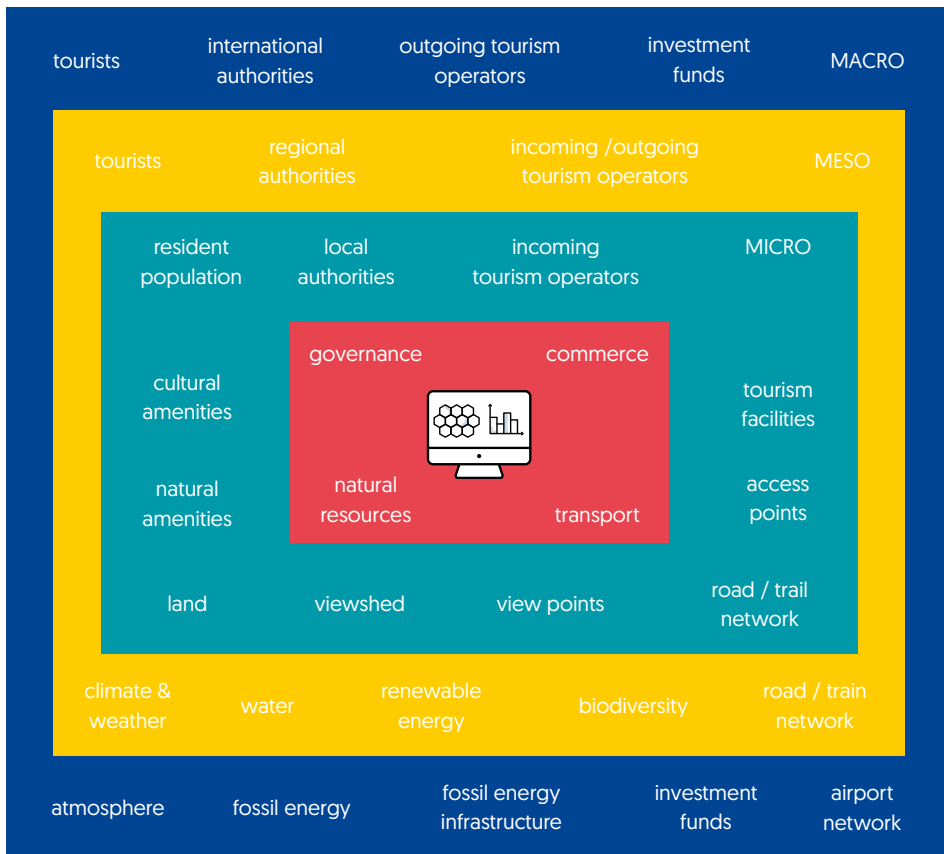 tourists
international
authorities
outgoing tourism
operators
investment
funds
MACRO
tourists
regional
authorities
incoming /outgoing
tourism operators
MESO
resident
population
local
authorities
incoming
tourism operators
MICRO
governance
commerce
cultural
amenities
tourism
facilities
natural
amenities
natural
resources
transport
access
points
land
viewshed
view points
road / trail
network
climate &
weather
water
renewable
energy
biodiversity
road / train
network
atmosphere
fossil energy
fossil energy
infrastructure
investment
funds
airport
network